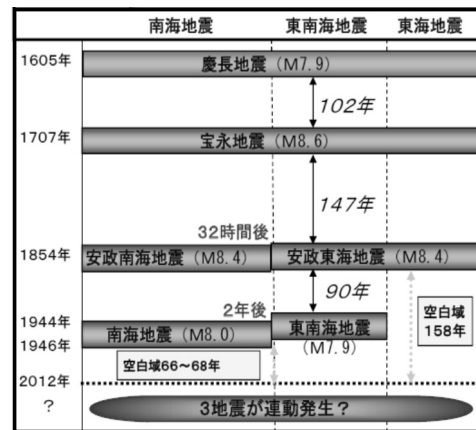 南海地震 東南海地震 東海地震
1605年 慶長地震（M7.9）
102年
1707年 宝永地震（M8.6）
147年
32時間後
1854年 安政南海地震（M8.4） 安政東海地震（M8.4）
90年
2年後
空白域
158年
1944年 東南海地震
（M7.9）
1946年 南海地震（M8.0）
空白域66～68年
2012年
？ 3地震が連動発生？